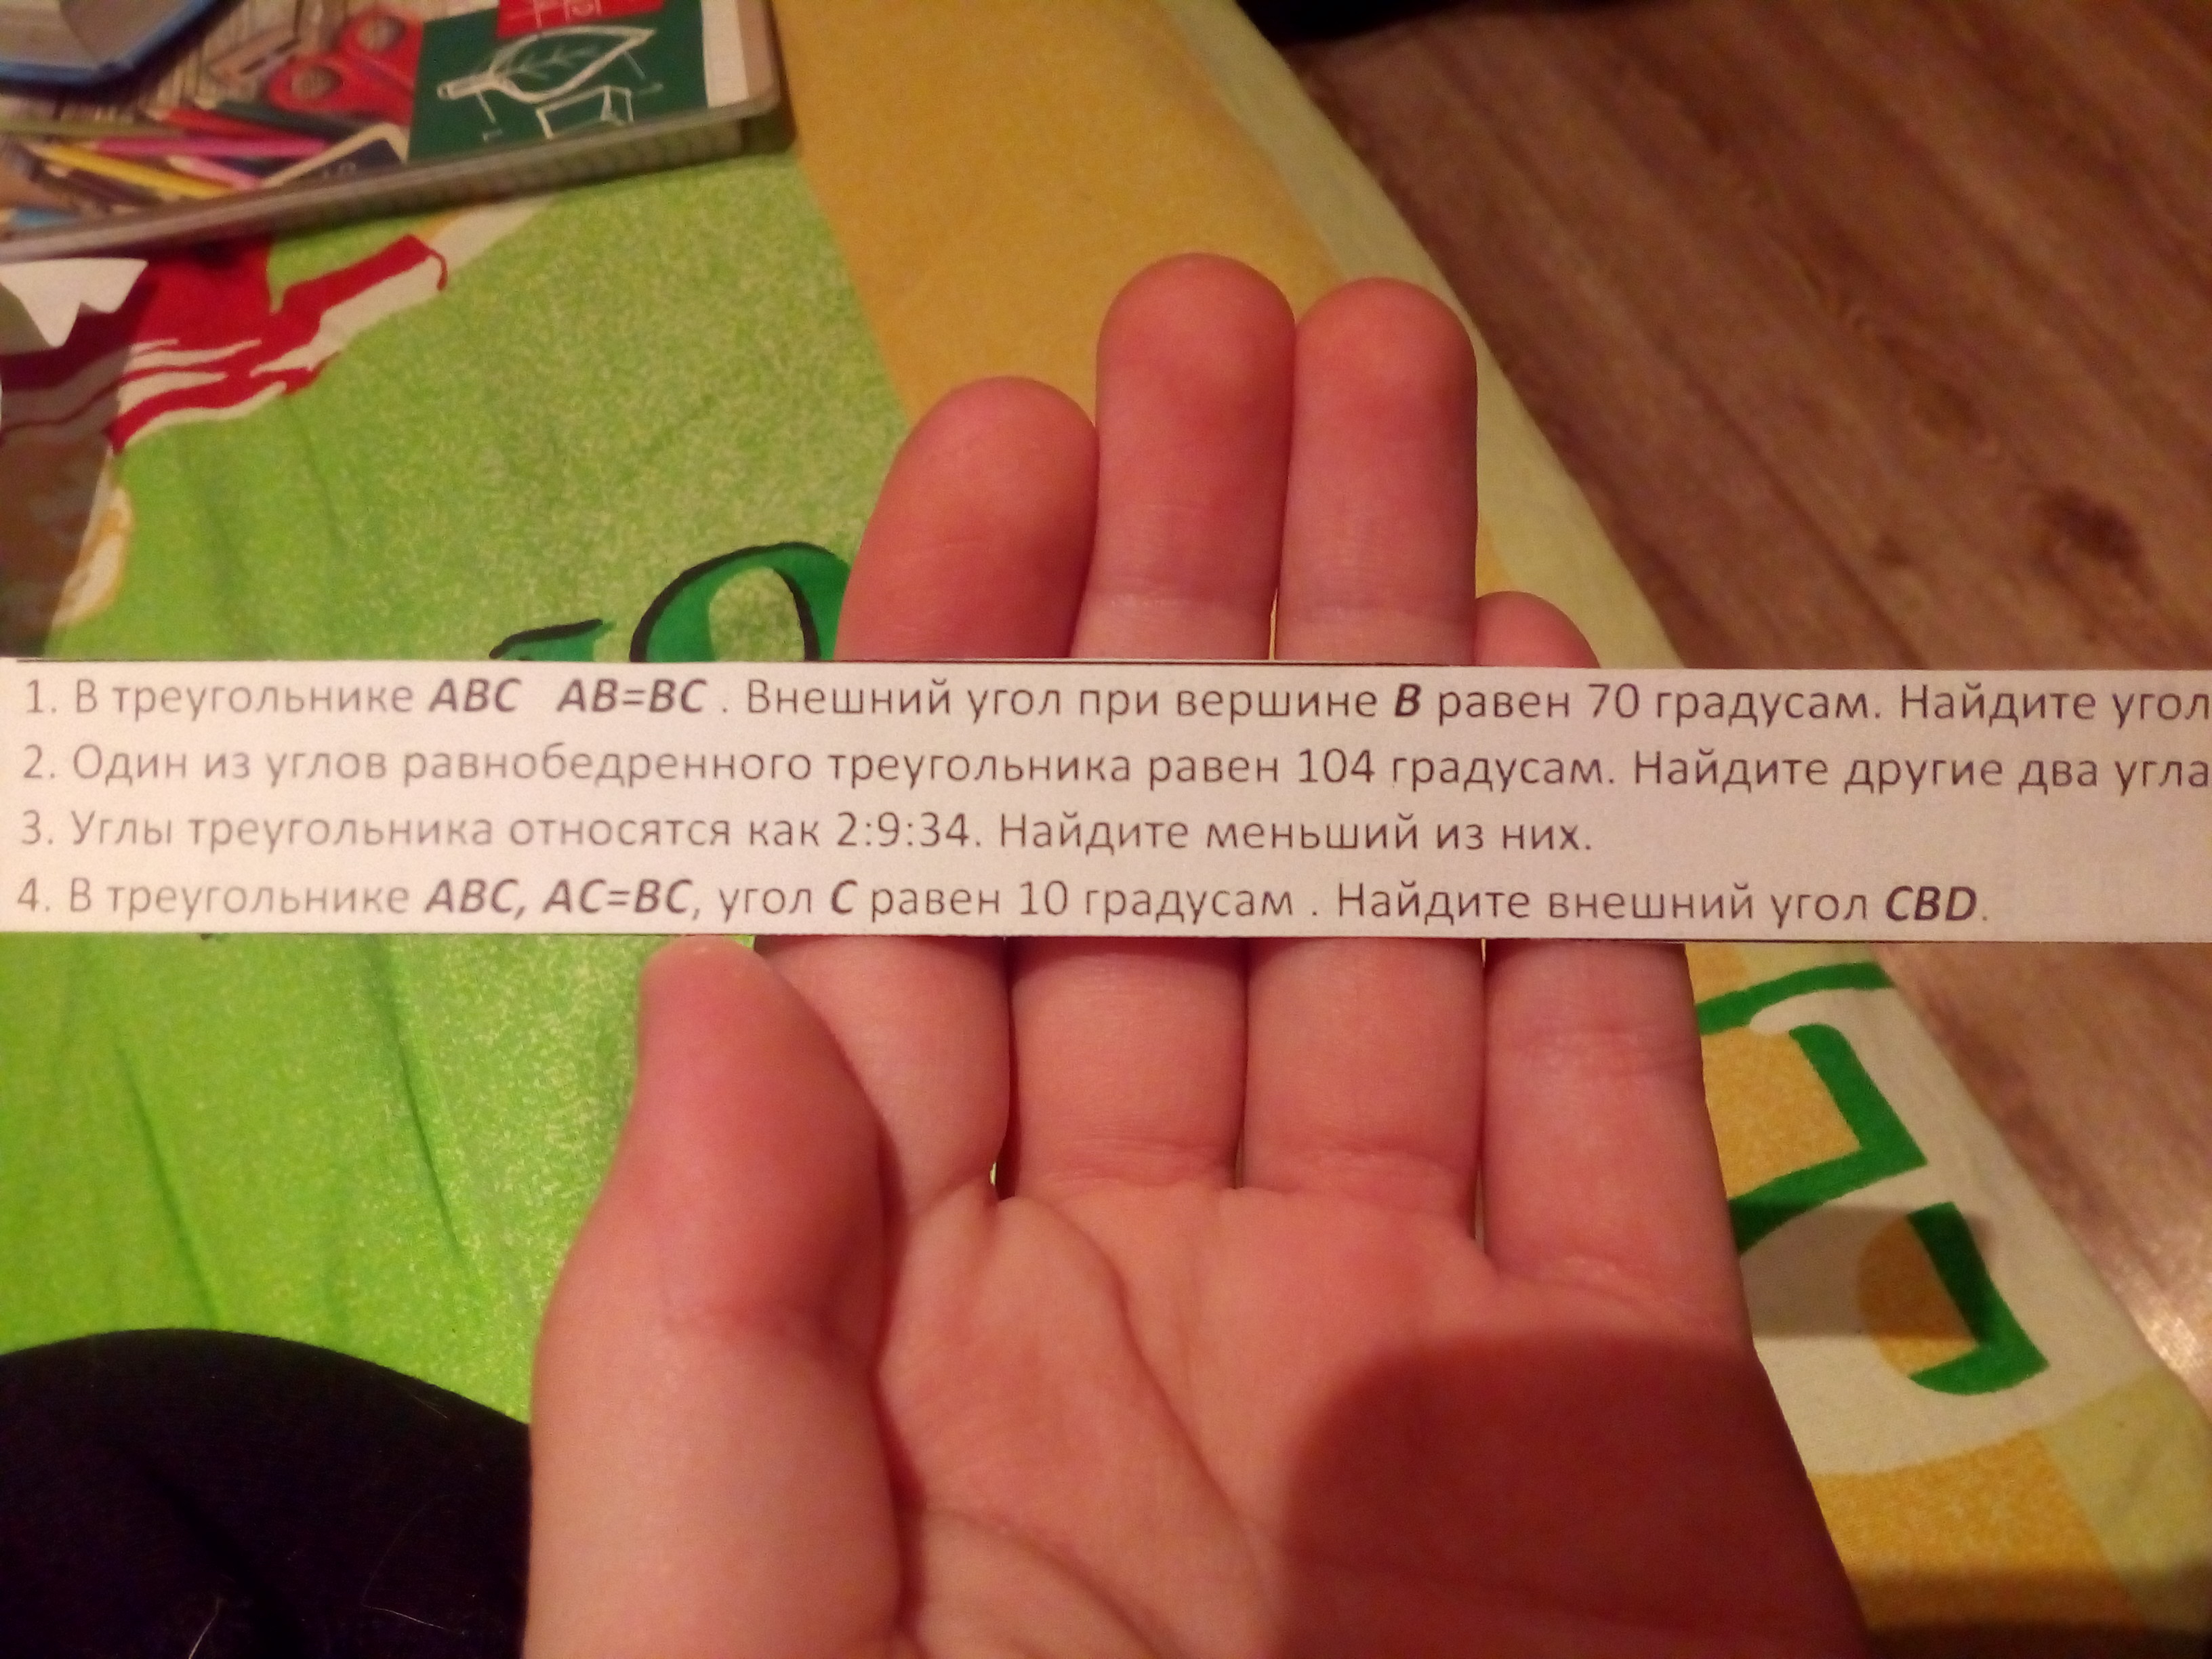 1. В треугольнике ABC AB=BC . Внешний угол при вершине B равен 70 градусам. Найдите угол
2. Один из углов равнобедренного треугольника равен 104 градусам. Найдите другие два угла
3. Углы треугольника относятся как 2:9:34. Найдите меньший из них.
4. В треугольнике ABC, AC=BC, угол C равен 10 градусам . Найдите внешний угол CBD.